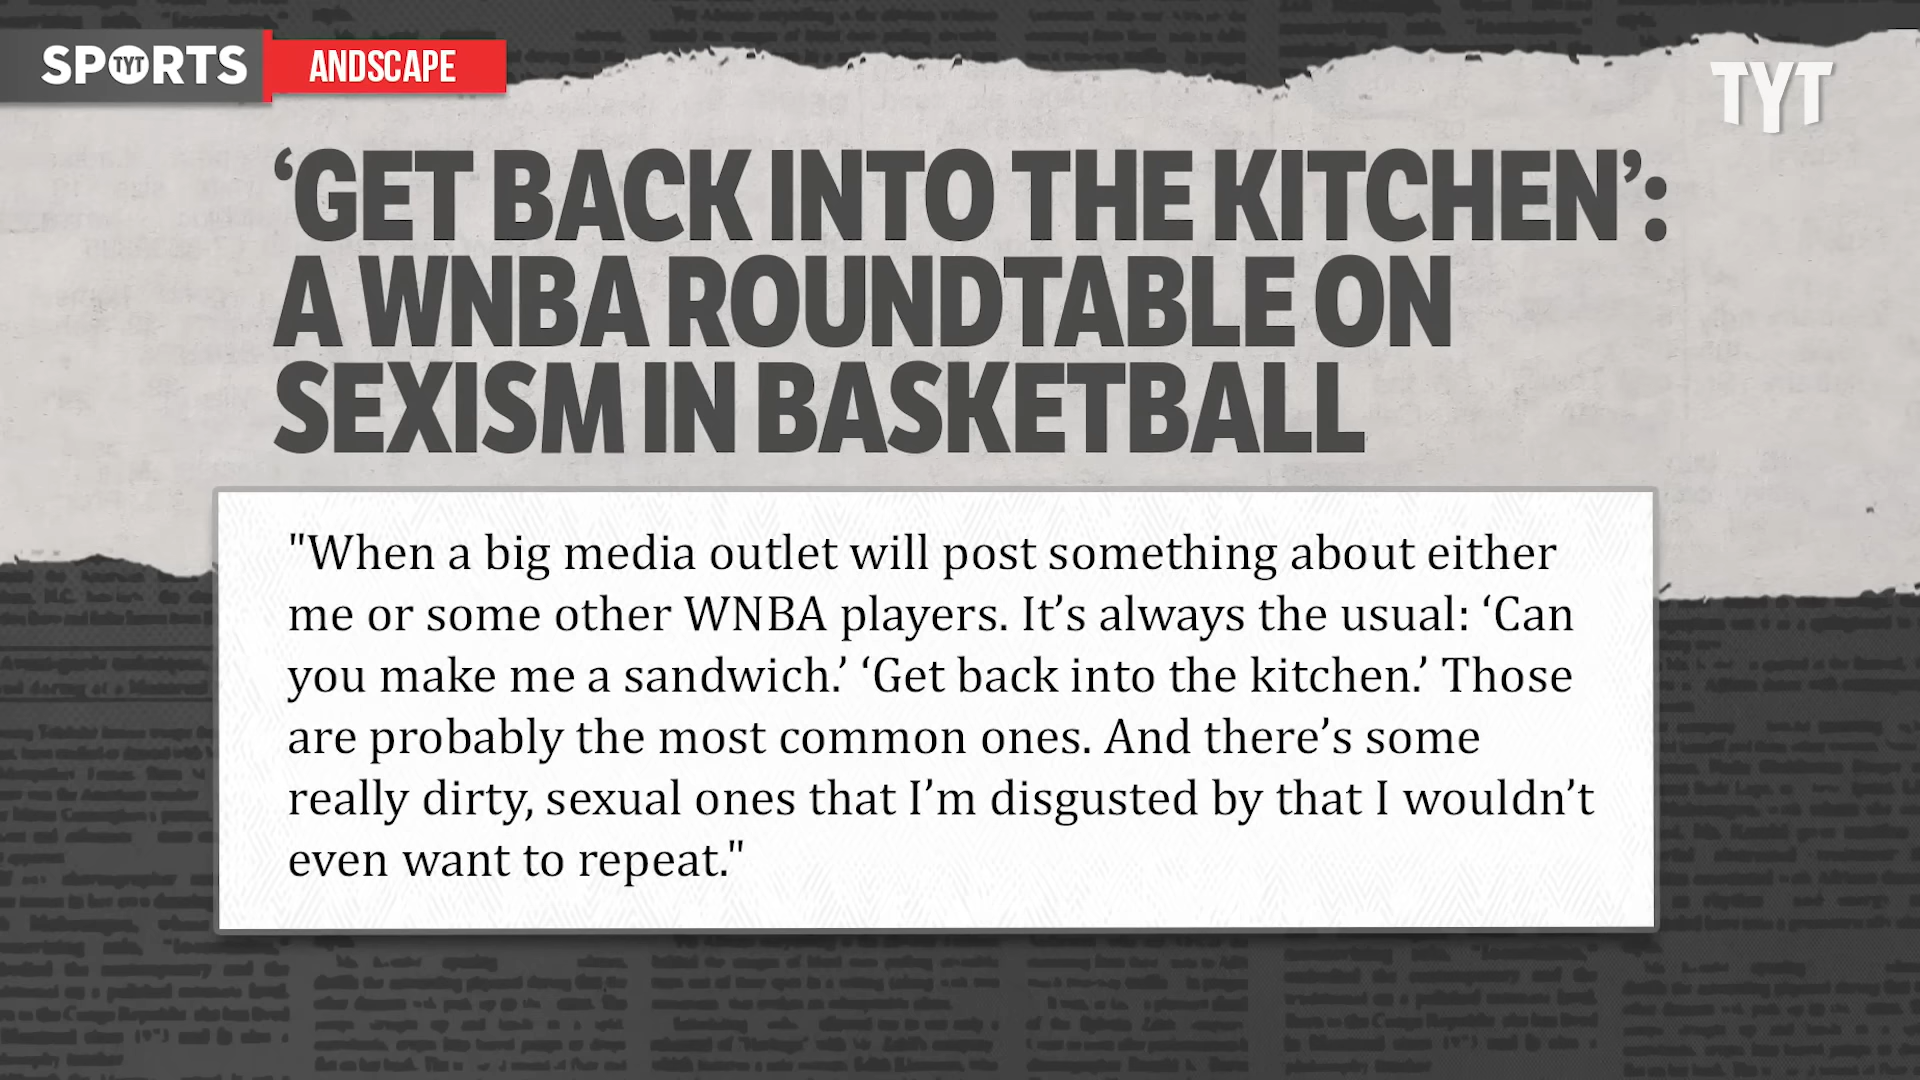 SPORTS
TYT
ANDSCAPE
TYT
‘GET BACK INTO THE KITCHEN’:
A WNBA ROUNDTABLE ON
SEXISM IN BASKETBALL
"When a big media outlet will post something about either
me or some other WNBA players. It’s always the usual: ‘Can
you make me a sandwich.’ ‘Get back into the kitchen.’ Those
are probably the most common ones. And there’s some
really dirty, sexual ones that I’m disgusted by that I wouldn’t
even want to repeat."